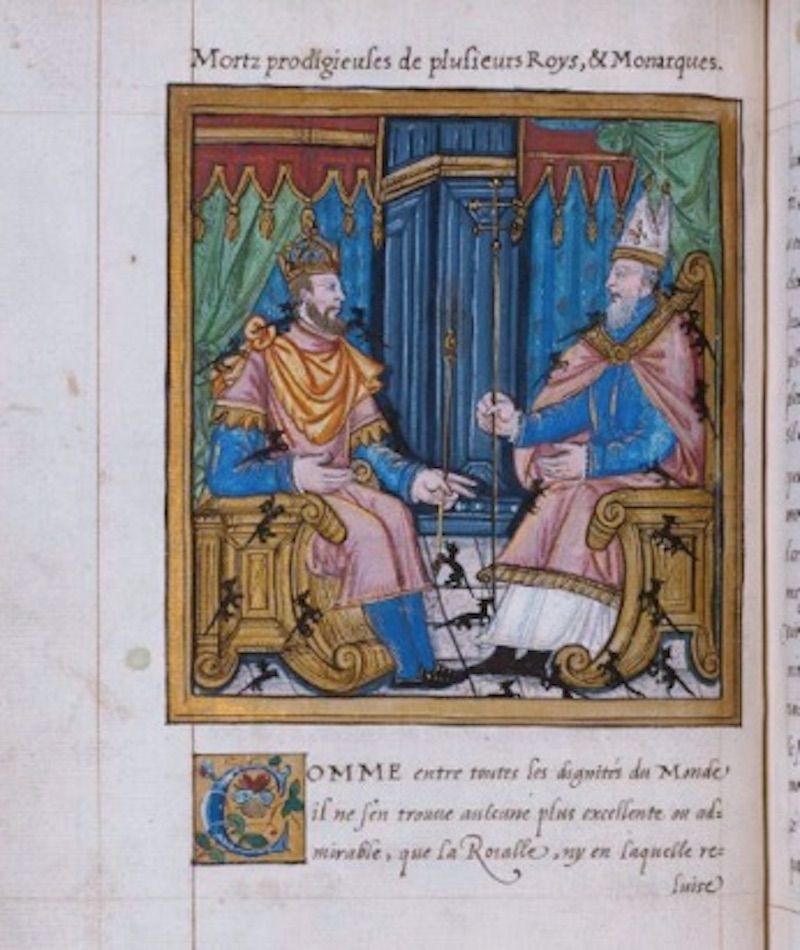 Mortz prodigieuses de plusieurs Roys, & Monarques.
COMME entre toutes les dignités du Monde
il ne s'en trouve aulcune plus excellente ou ad=
mirable, que la Roialle, ny en laquelle re=
luise